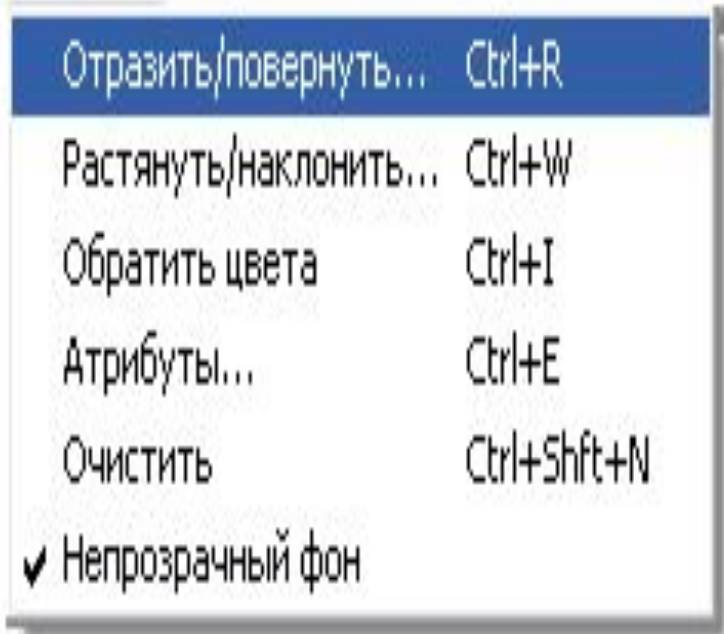 Отразить/повернуть... Ctrl+R
Растянуть/наклонить... Ctrl+W
Обратить цвета Ctrl+I
Атрибуты... Ctrl+E
Очистить Ctrl+Shft+N
Непрозрачный фон